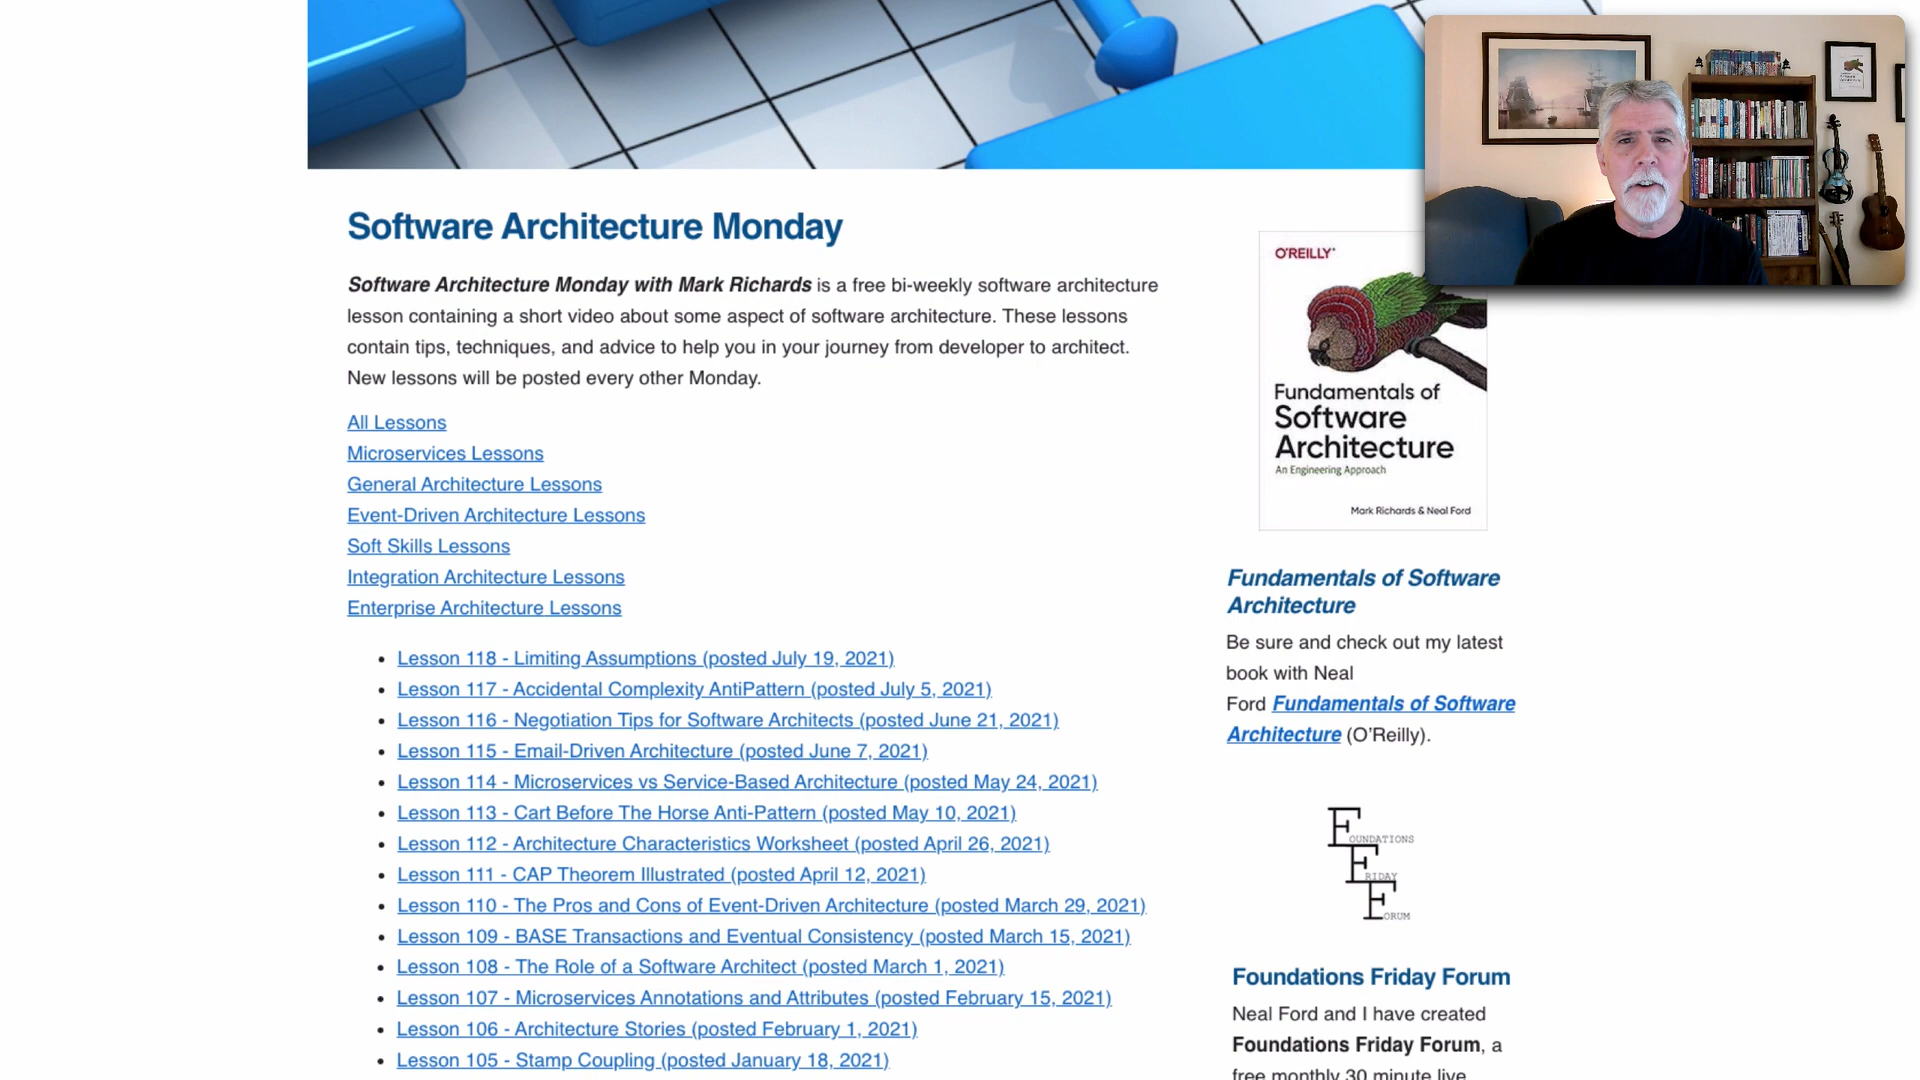 Software Architecture Monday
Software Architecture Monday with Mark Richards is a free bi-weekly software architecture
lesson containing a short video about some aspect of software architecture. These lessons
contain tips, techniques, and advice to help you in your journey from developer to architect.
New lessons will be posted every other Monday.
All Lessons
Microservices Lessons
General Architecture Lessons
Event-Driven Architecture Lessons
Soft Skills Lessons
Integration Architecture Lessons
Enterprise Architecture Lessons
Lesson 118 - Limiting Assumptions (posted July 19, 2021)
Lesson 117 - Accidental Complexity AntiPattern (posted July 5, 2021)
Lesson 116 - Negotiation Tips for Software Architects (posted June 21, 2021)
Lesson 115 - Email-Driven Architecture (posted June 7, 2021)
Lesson 114 - Microservices vs Service-Based Architecture (posted May 24, 2021)
Lesson 113 - Cart Before The Horse Anti-Pattern (posted May 10, 2021)
Lesson 112 - Architecture Characteristics Worksheet (posted April 26, 2021)
Lesson 111 - CAP Theorem Illustrated (posted April 12, 2021)
Lesson 110 - The Pros and Cons of Event-Driven Architecture (posted March 29, 2021)
Lesson 109 - BASE Transactions and Eventual Consistency (posted March 15, 2021)
Lesson 108 - The Role of a Software Architect (posted March 1, 2021)
Lesson 107 - Microservices Annotations and Attributes (posted February 15, 2021)
Lesson 106 - Architecture Stories (posted February 1, 2021)
Lesson 105 - Stamp Coupling (posted January 18, 2021)
O'REILLY
Fundamentals of
Software
Architecture
An Engineering Approach
Mark Richards & Neal Ford
Fundamentals of Software
Architecture
Be sure and check out my latest
book with Neal
Ford Fundamentals of Software
Architecture (O'Reilly).
FOUNDATIONS
FRIDAY
FORUM
Foundations Friday Forum
Neal Ford and I have created
Foundations Friday Forum, a
free monthly 30 minute live